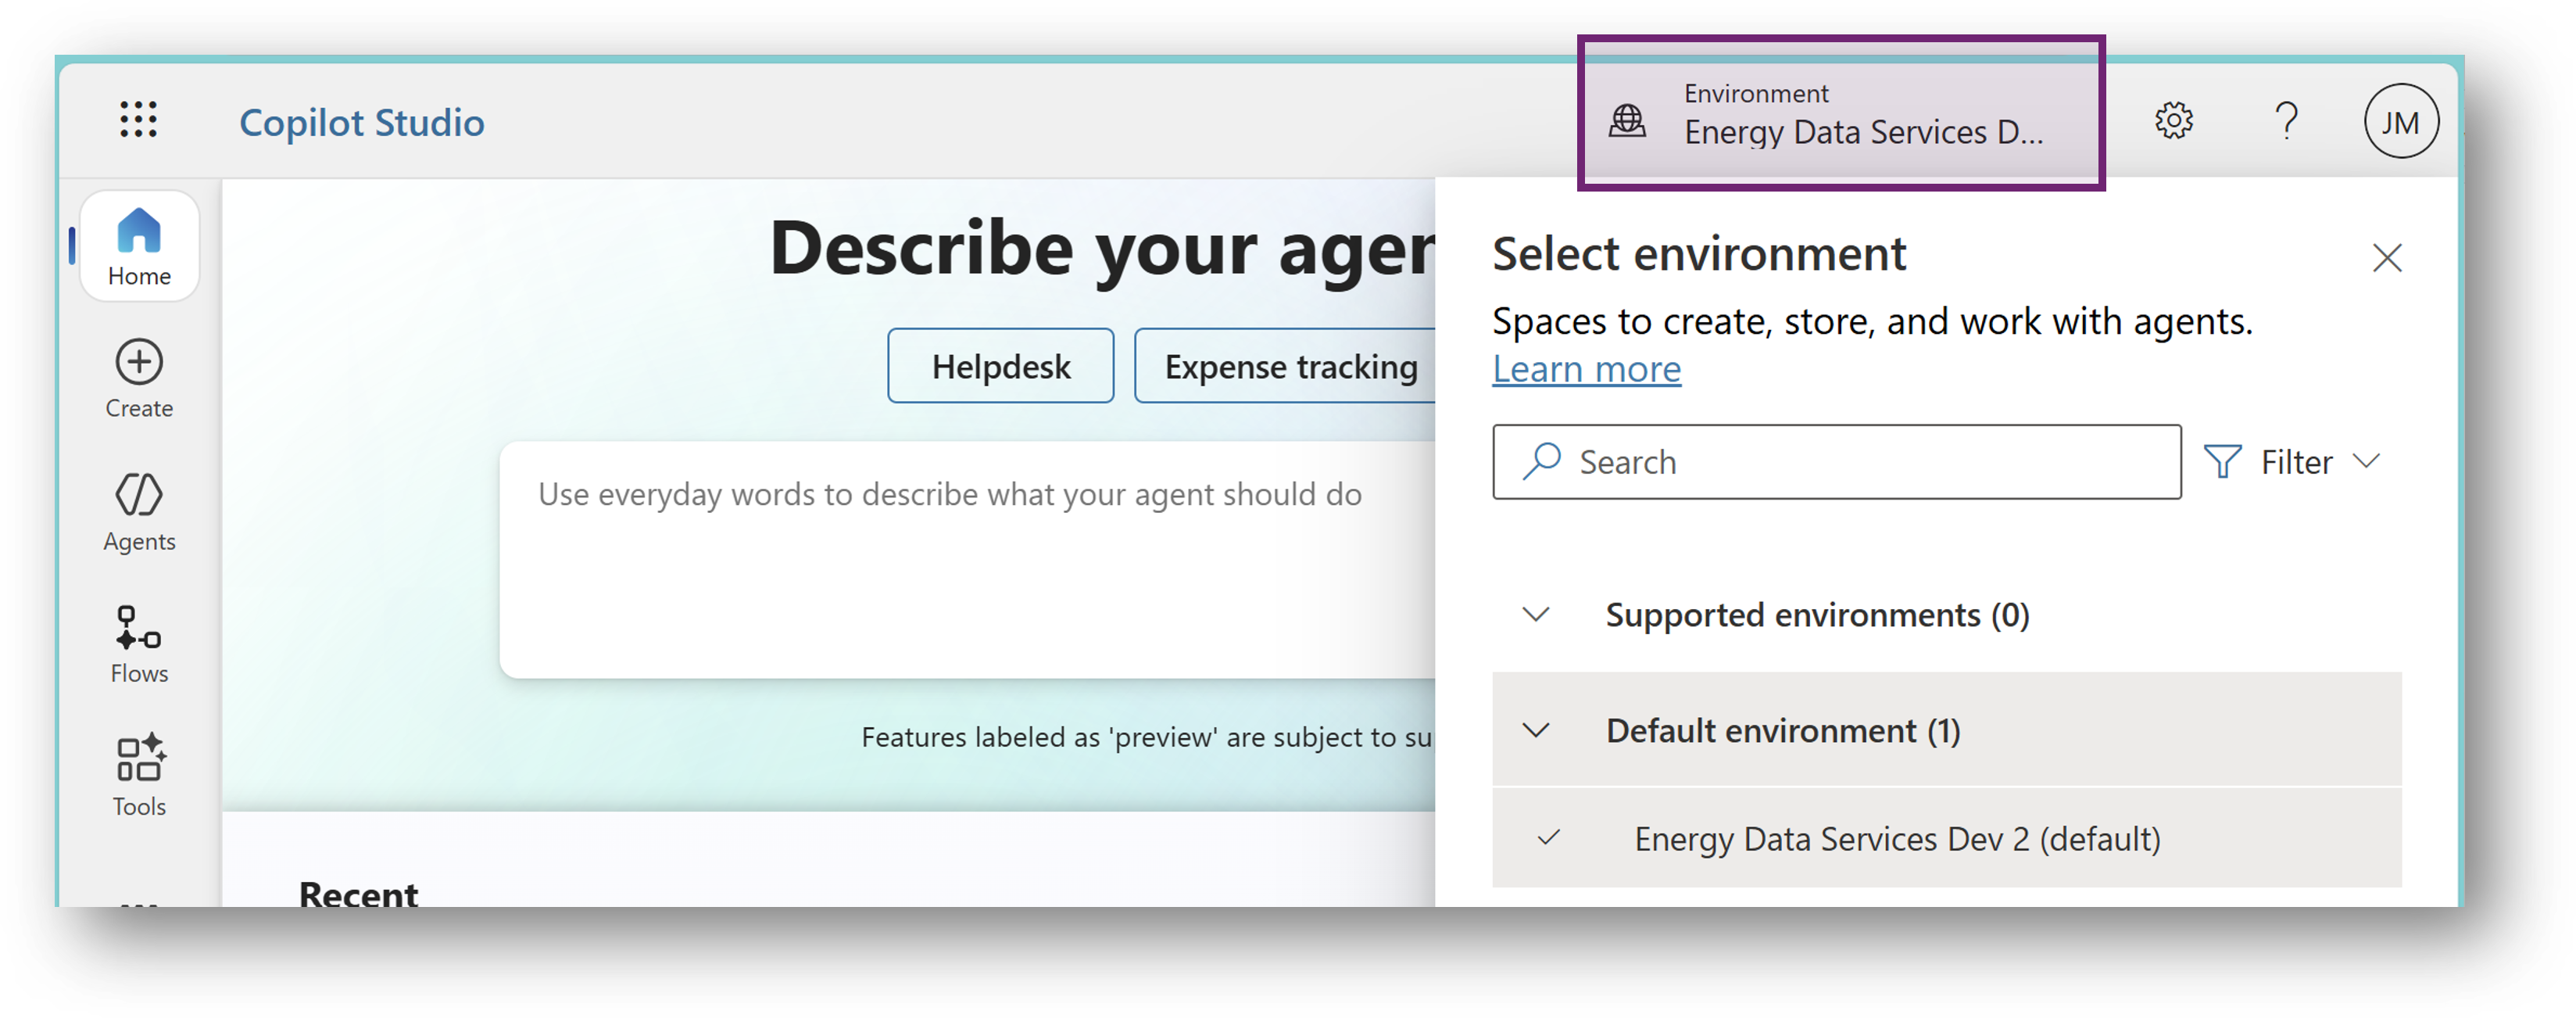 Copilot Studio
Environment
Energy Data Services D...
?
JM
Home
Create
Agents
Flows
Tools
Describe your agen
Helpdesk
Expense tracking
Use everyday words to describe what your agent should do
Features labeled as 'preview' are subject to su
Recent
Select environment
Spaces to create, store, and work with agents.
Learn more
Search
Filter
Supported environments (0)
Default environment (1)
Energy Data Services Dev 2 (default)